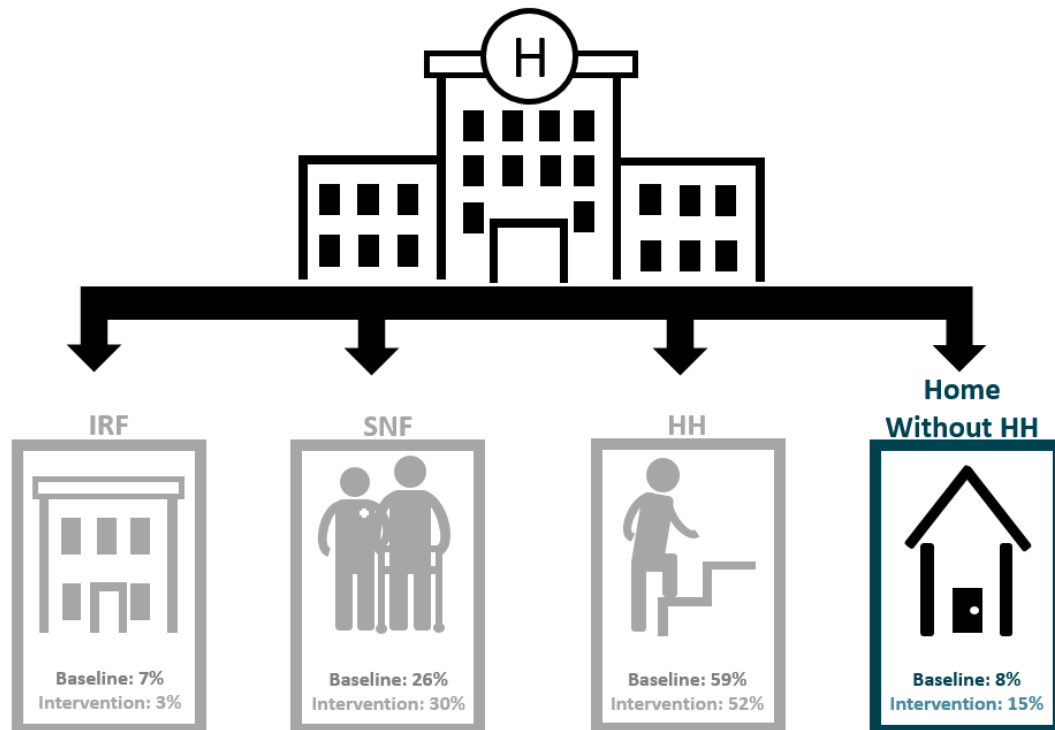 H
IRF
SNF
HH
Home
Without HH
Baseline: 7%
Intervention: 3%
Baseline: 26%
Intervention: 30%
Baseline: 59%
Intervention: 52%
Baseline: 8%
Intervention: 15%